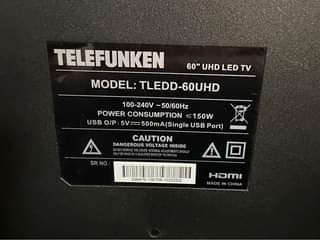 TELEFUNKEN
60" UHD LED TV
MODEL: TLEDD-60UHD
100-240V ~50/60Hz
POWER CONSUMPTION ≤150W
USB O/P: 5V⎓500mA(Single USB Port)
CAUTION
DANGEROUS VOLTAGE INSIDE
SR NO.:
HDMI
MADE IN CHINA